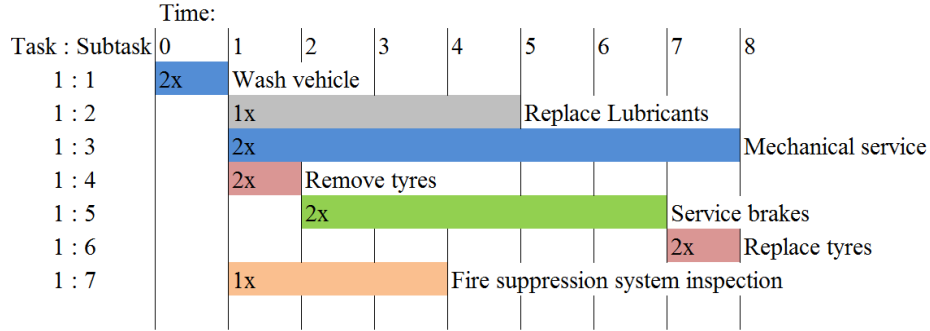 Time:
Task : Subtask 0 1 2 3 4 5 6 7 8
1 : 1 2x Wash vehicle
1 : 2 1x Replace Lubricants
1 : 3 2x Mechanical service
1 : 4 2x Remove tyres
1 : 5 2x Service brakes
1 : 6 2x Replace tyres
1 : 7 1x Fire suppression system inspection